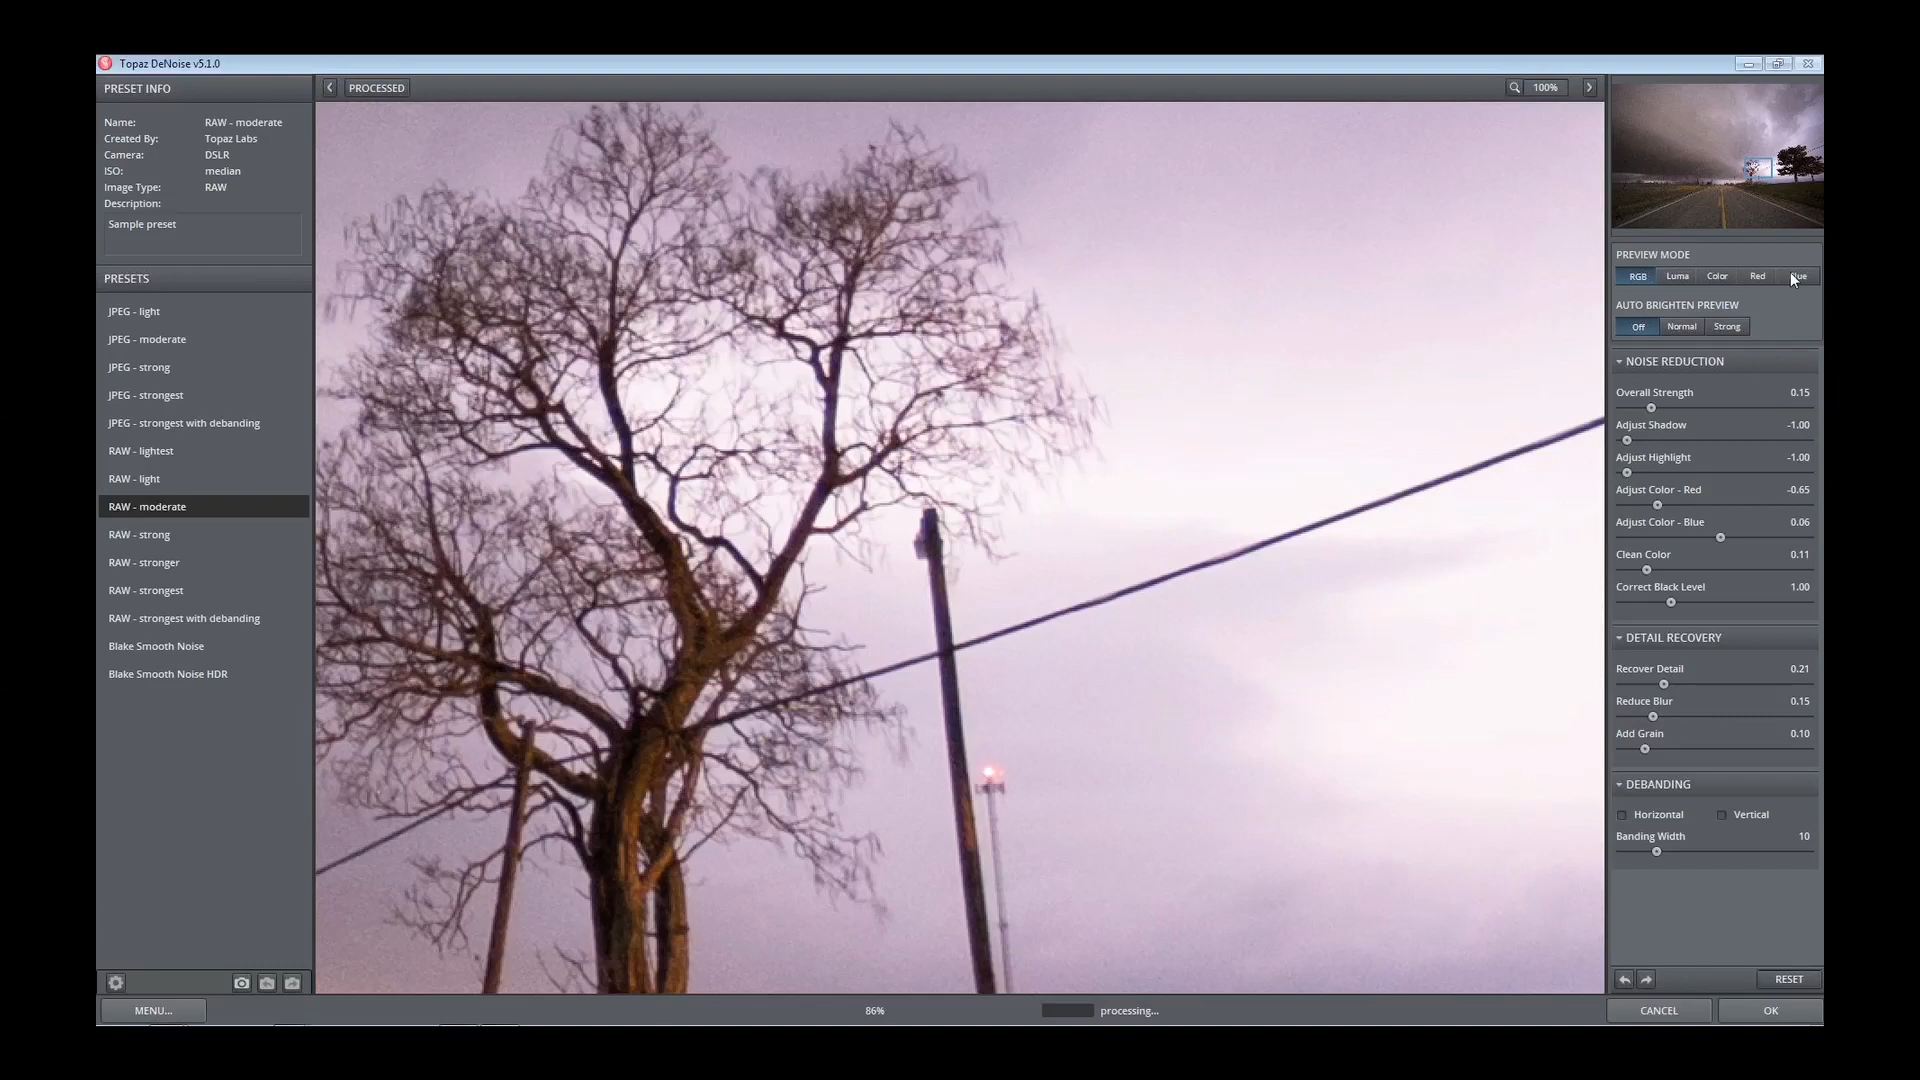 Topaz DeNoise v5.1.0
PRESET INFO
Name: RAW - moderate
Created By: Topaz Labs
Camera: DSLR
ISO: median
Image Type: RAW
Description:
Sample preset
PRESETS
JPEG - light
JPEG - moderate
JPEG - strong
JPEG - strongest
JPEG - strongest with debanding
RAW - lightest
RAW - light
RAW - moderate
RAW - strong
RAW - stronger
RAW - strongest
RAW - strongest with debanding
Blake Smooth Noise
Blake Smooth Noise HDR
MENU...
PROCESSED
100%
86%
processing...
PREVIEW MODE
RGB Luma Color Red
AUTO BRIGHTEN PREVIEW
Off Normal Strong
NOISE REDUCTION
Overall Strength 0.15
Adjust Shadow -1.00
Adjust Highlight -1.00
Adjust Color - Red -0.65
Adjust Color - Blue 0.06
Clean Color 0.11
Correct Black Level 1.00
DETAIL RECOVERY
Recover Detail 0.21
Reduce Blur 0.15
Add Grain 0.10
DEBANDING
Horizontal Vertical
Banding Width 10
RESET
CANCEL OK